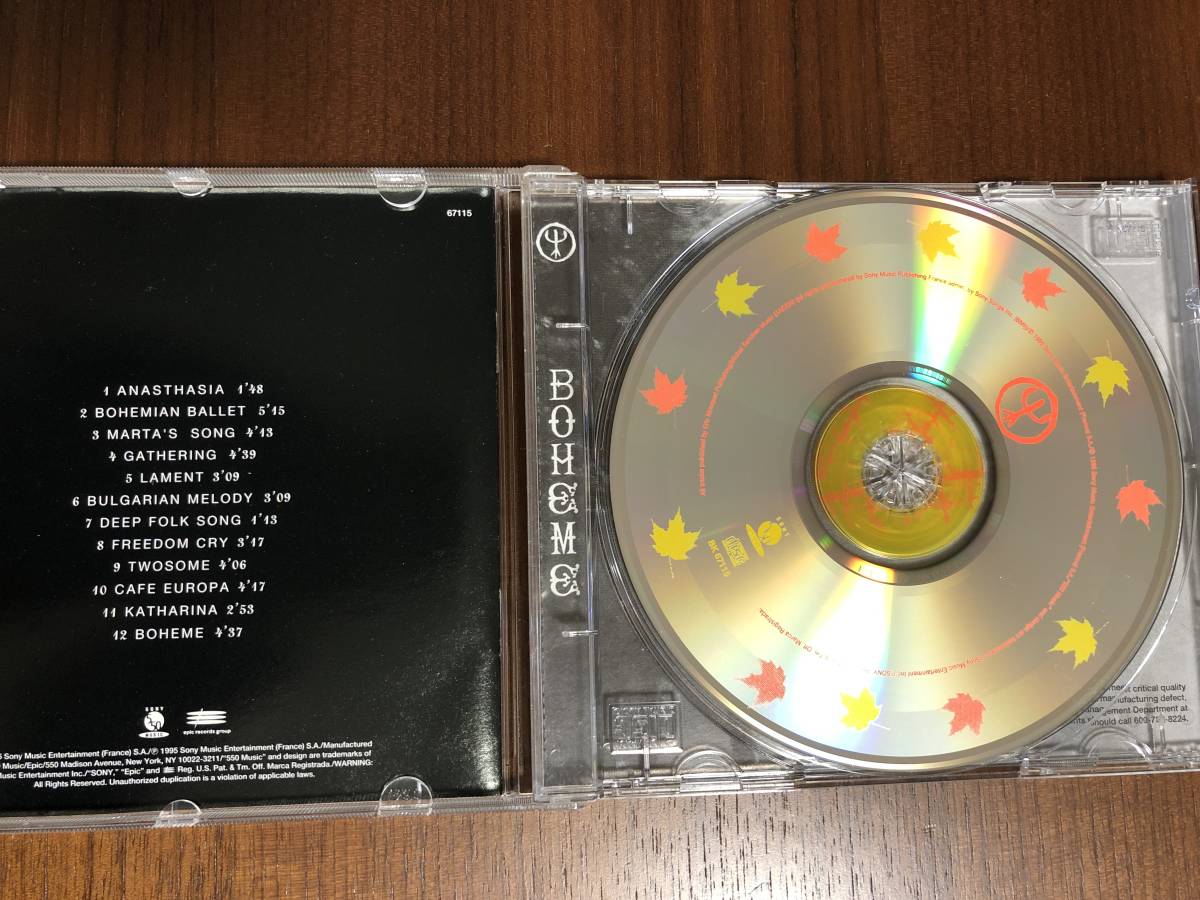 67115
1 ANASTHASIA 1'48
2 BOHEMIAN BALLET 5'15
3 MARTA'S SONG 4'13
4 GATHERING 4'39
5 LAMENT 3'09
6 BULGARIAN MELODY 3'09
7 DEEP FOLK SONG 1'13
8 FREEDOM CRY 3'17
9 TWOSOME 4'06
10 CAFE EUROPA 4'17
11 KATHARINA 2'53
12 BOHEME 4'37
SONY
550
MUSIC
epic records group
Sony Music Entertainment (France) S.A./℗ 1995 Sony Music Entertainment (France) S.A./Manufactured
Music/Epic/550 Madison Avenue, New York, NY 10022-3211/"550 Music" and design are trademarks of
Music Entertainment Inc./"SONY," "Epic" and Reg. U.S. Pat. & Tm. Off. Marca Registrada./WARNING:
All Rights Reserved. Unauthorized duplication is a violation of applicable laws.
BOHEME
SONY
BK 67115
Marca Registrada.
critical quality
manufacturing defect,
Department at
should call 609-
8224,